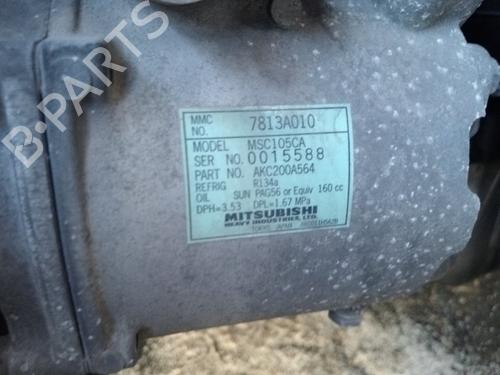 B-PARTS
MMC NO. 7813A010
MODEL MSC105CA
SER NO. 0015588
PART NO. AKC200A564
REFRIG R134a
OIL SUN PAG56 or Equiv 160 cc
DPH=3.53 DPL=1.67 MPa
MITSUBISHI
HEAVY INDUSTRIES, LTD.
TOKYO JAPAN